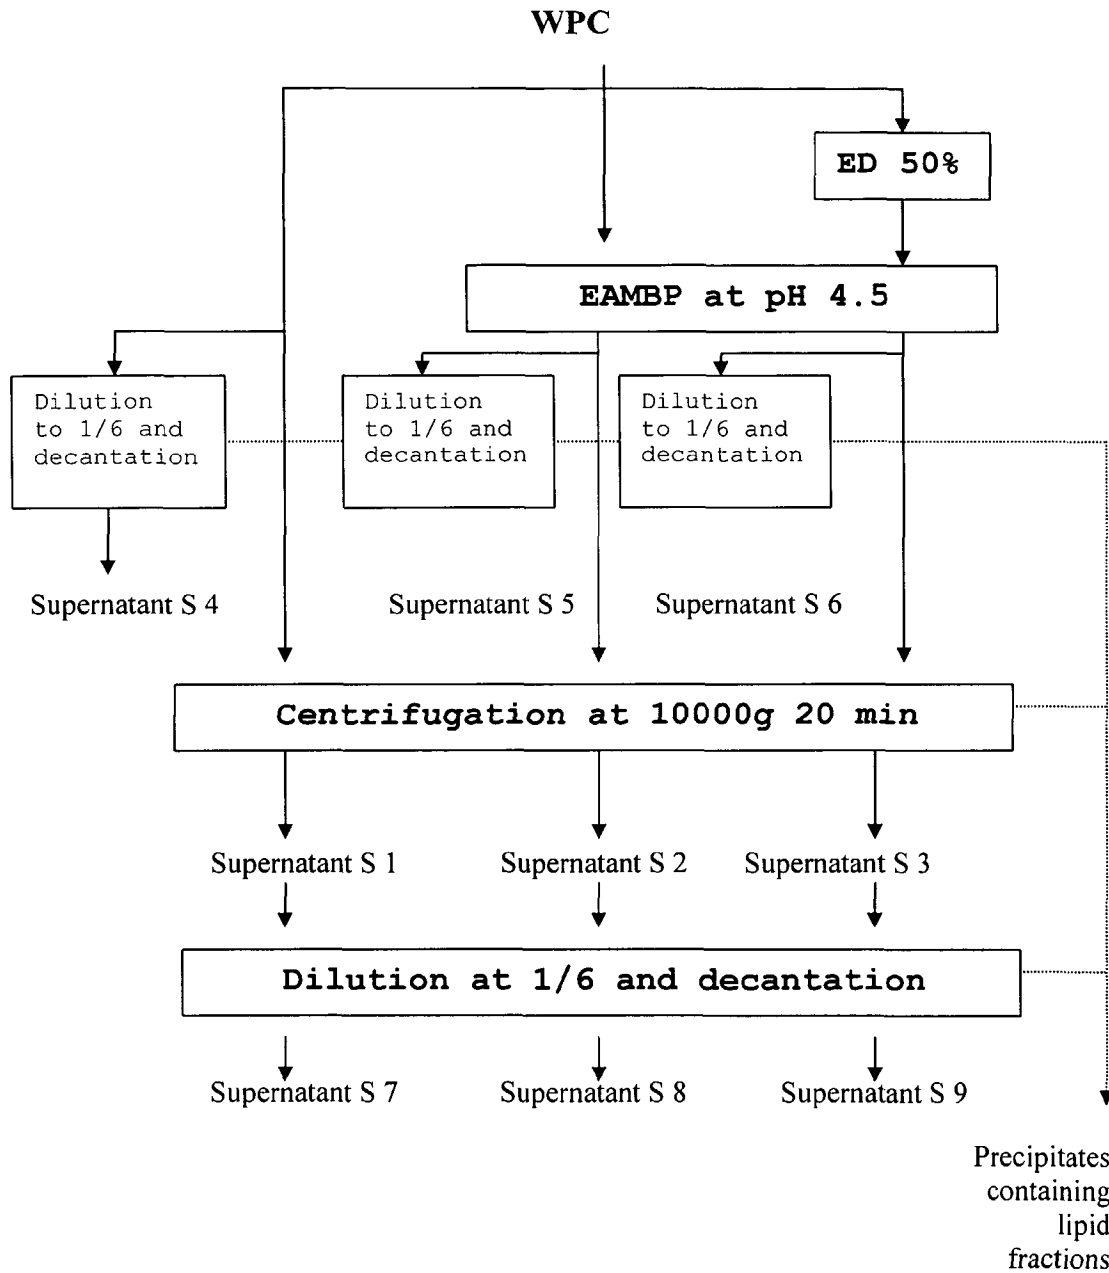 WPC
ED 50%
EAMBP at pH 4.5
Dilution
to 1/6 and
decantation
Dilution
to 1/6 and
decantation
Dilution
to 1/6 and
decantation
Supernatant S 4
Supernatant S 5
Supernatant S 6
Centrifugation at 10000g 20 min
Supernatant S 1
Supernatant S 2
Supernatant S 3
Dilution at 1/6 and decantation
Supernatant S 7
Supernatant S 8
Supernatant S 9
Precipitates
containing
lipid
fractions